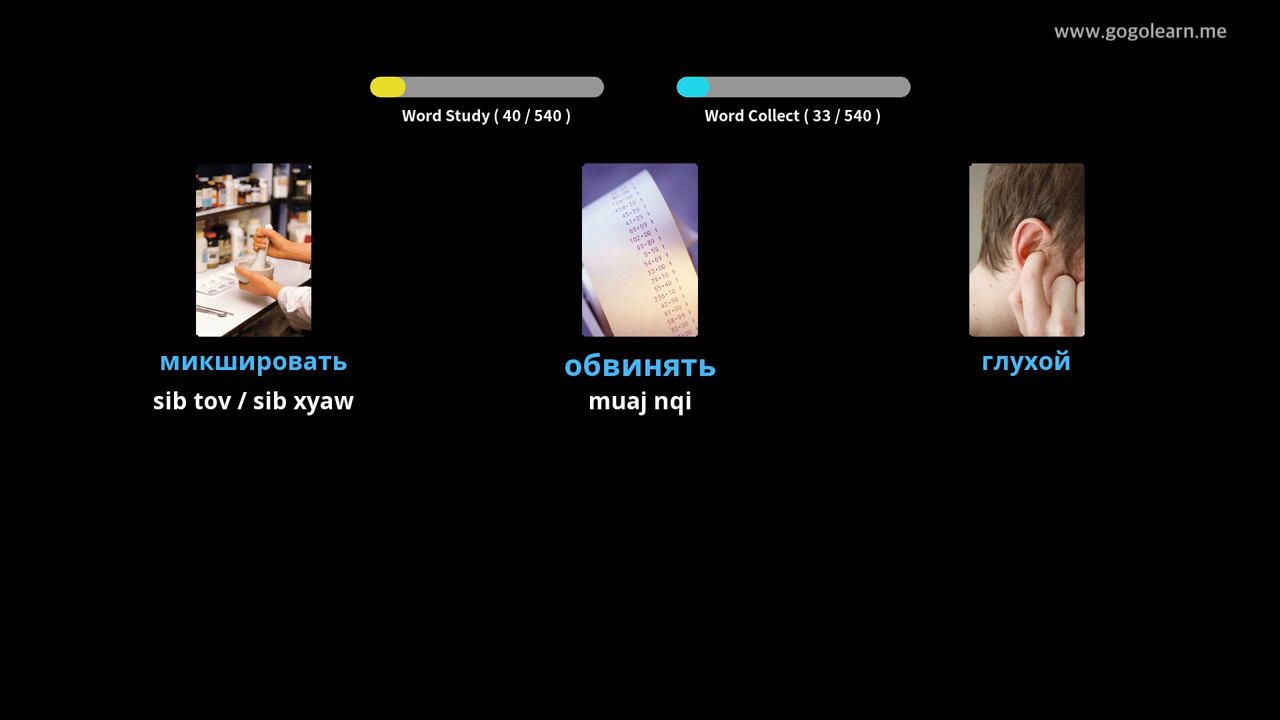 www.gogolearn.me
Word Study ( 40 / 540 )
Word Collect ( 33 / 540 )
микшировать
обвинять
глухой
sib tov / sib xyaw
muaj nqi